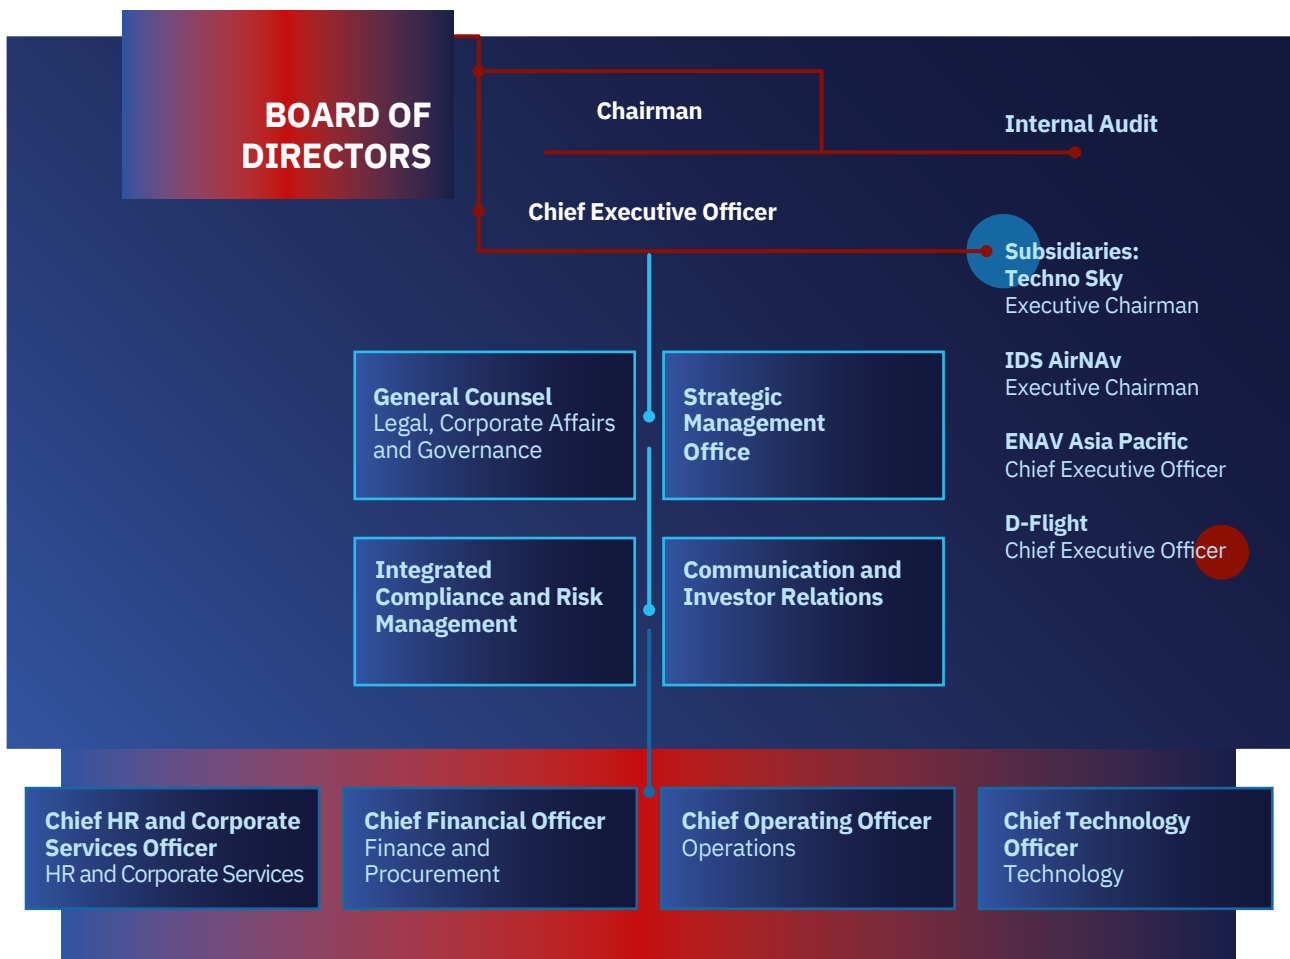 BOARD OF
DIRECTORS
Chairman
Internal Audit
Chief Executive Officer
Subsidiaries:
Techno Sky
Executive Chairman
IDS AirNAv
Executive Chairman
ENAV Asia Pacific
Chief Executive Officer
D-Flight
Chief Executive Officer
General Counsel
Legal, Corporate Affairs
and Governance
Strategic
Management
Office
Integrated
Compliance and Risk
Management
Communication and
Investor Relations
Chief HR and Corporate
Services Officer
HR and Corporate Services
Chief Financial Officer
Finance and
Procurement
Chief Operating Officer
Operations
Chief Technology
Officer
Technology